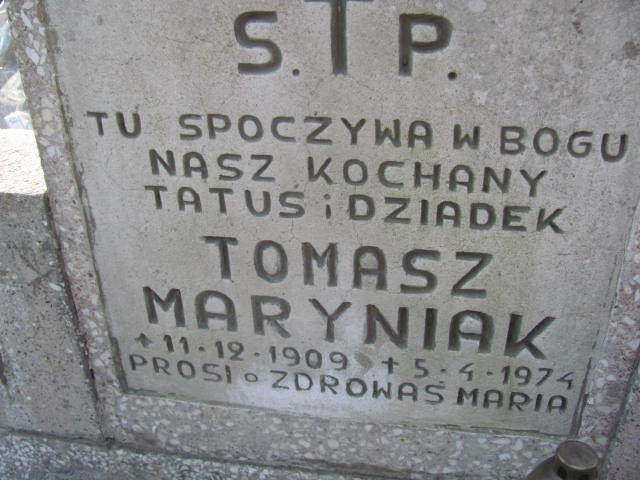 S.†P.
TU SPOCZYWA W BOGU
NASZ KOCHANY
TATUŚ i DZIADEK
TOMASZ
MARYNIAK
+ 11.12.1909 + 5.4.1974
PROSI o ZDROWAŚ MARIA